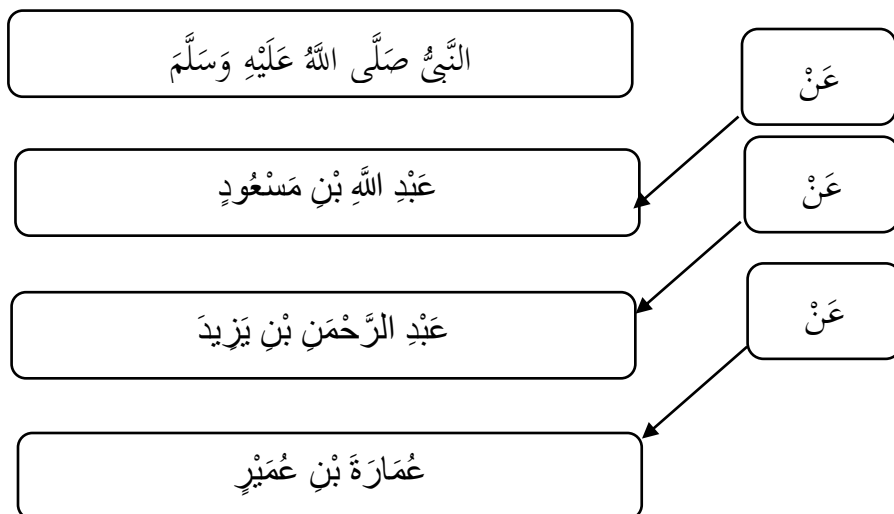 النَّبِيُّ صَلَّى اللَّهُ عَلَيْهِ وَسَلَّمَ
عَنْ
عَبْدِ اللَّهِ بْنِ مَسْعُودٍ
عَنْ
عَبْدِ الرَّحْمَنِ بْنِ يَزِيدَ
عَنْ
عُمَارَةَ بْنِ عُمَيْرٍ